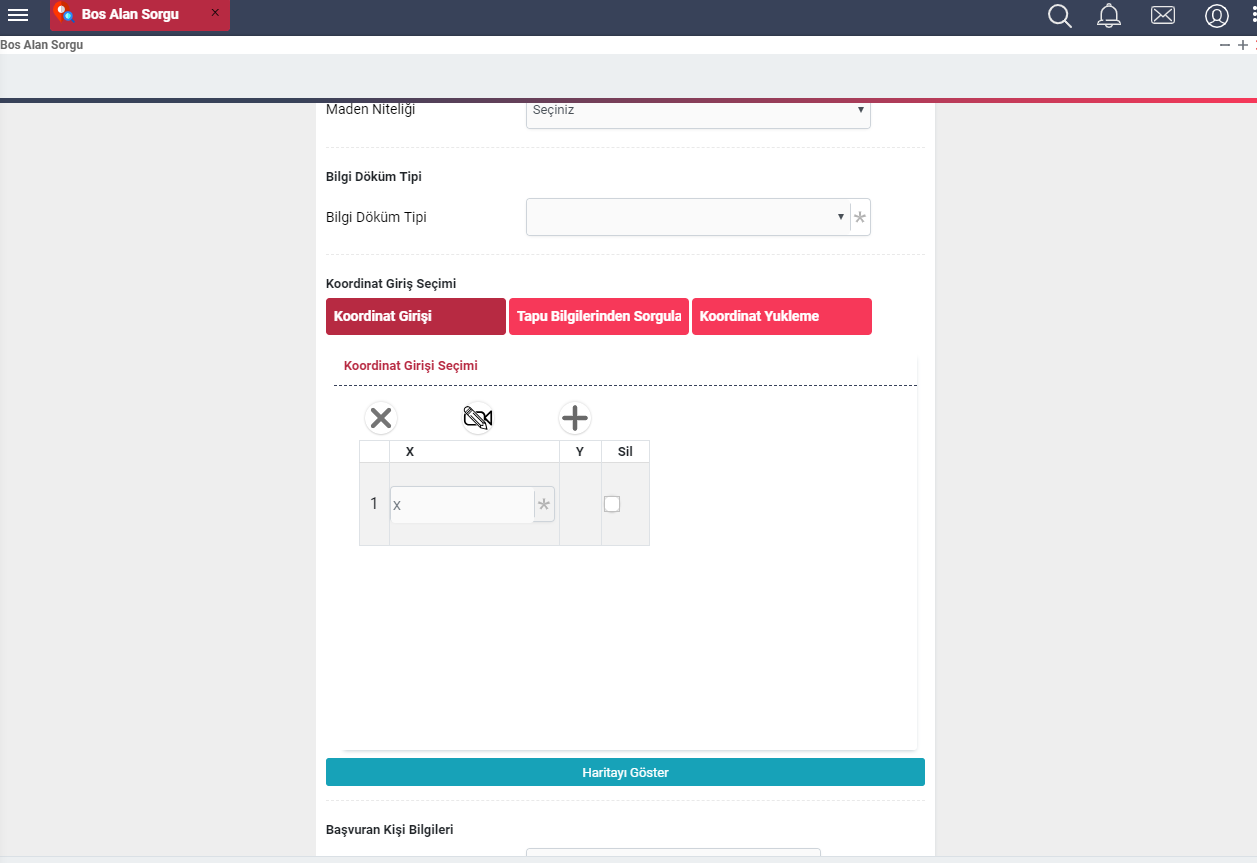 Bos Alan Sorgu ×
Bos Alan Sorgu
Maden Niteliği Seçiniz
Bilgi Döküm Tipi
Bilgi Döküm Tipi *
Koordinat Giriş Seçimi
Koordinat Girişi Tapu Bilgilerinden Sorgula Koordinat Yukleme
Koordinat Girişi Seçimi
X Y Sil
1 x *
Haritayı Göster
Başvuran Kişi Bilgileri